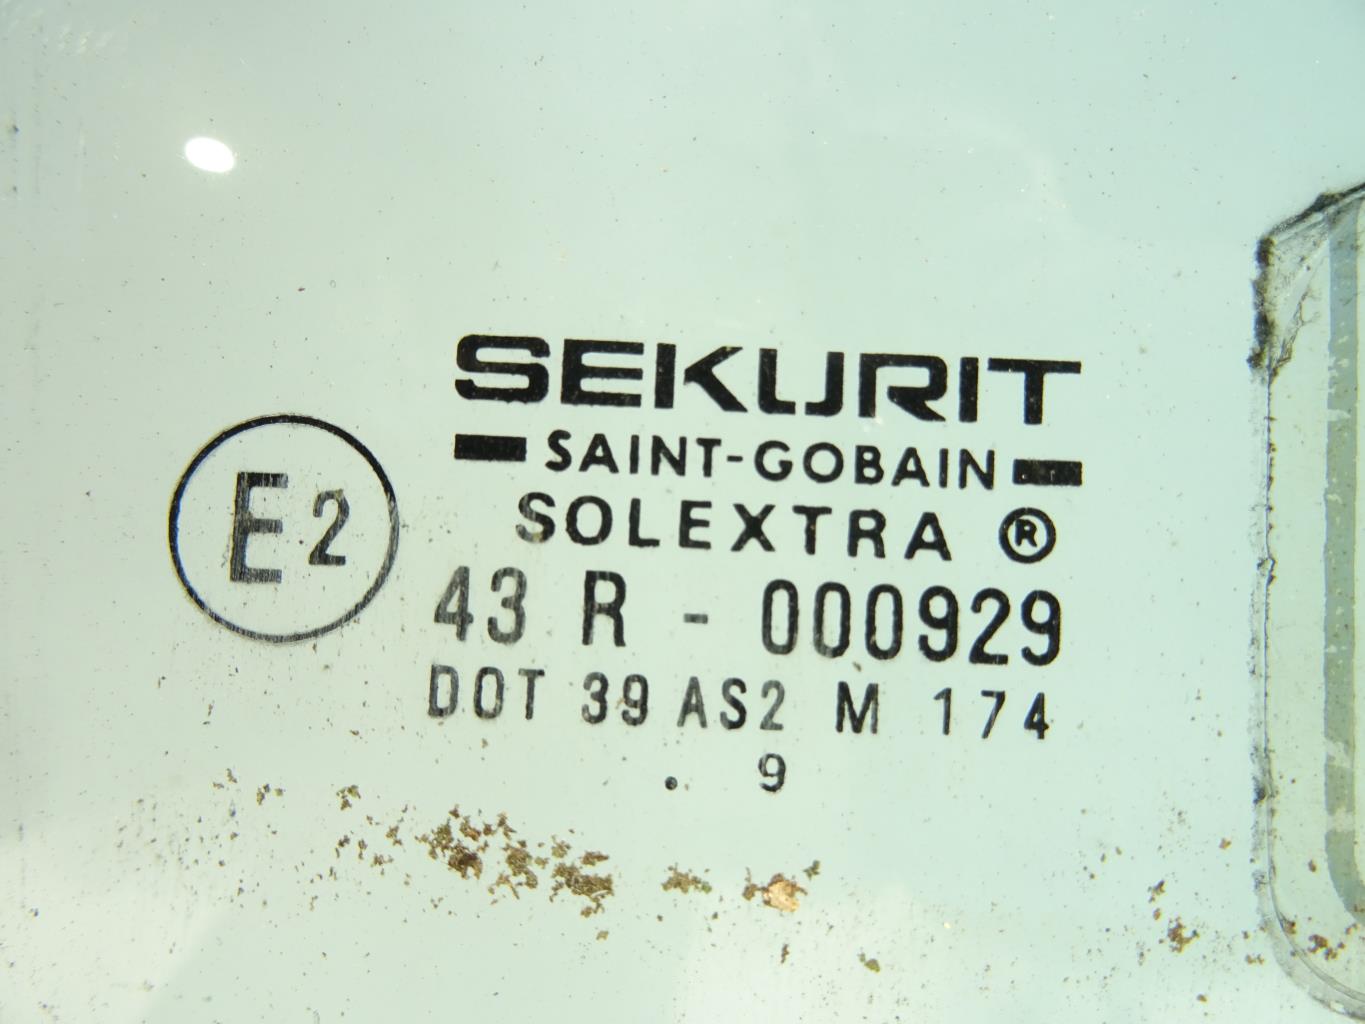 SEKURIT
SAINT-GOBAIN
SOLEXTRA ®
E2
43 R - 000929
DOT 39 AS2 M 174
. 9